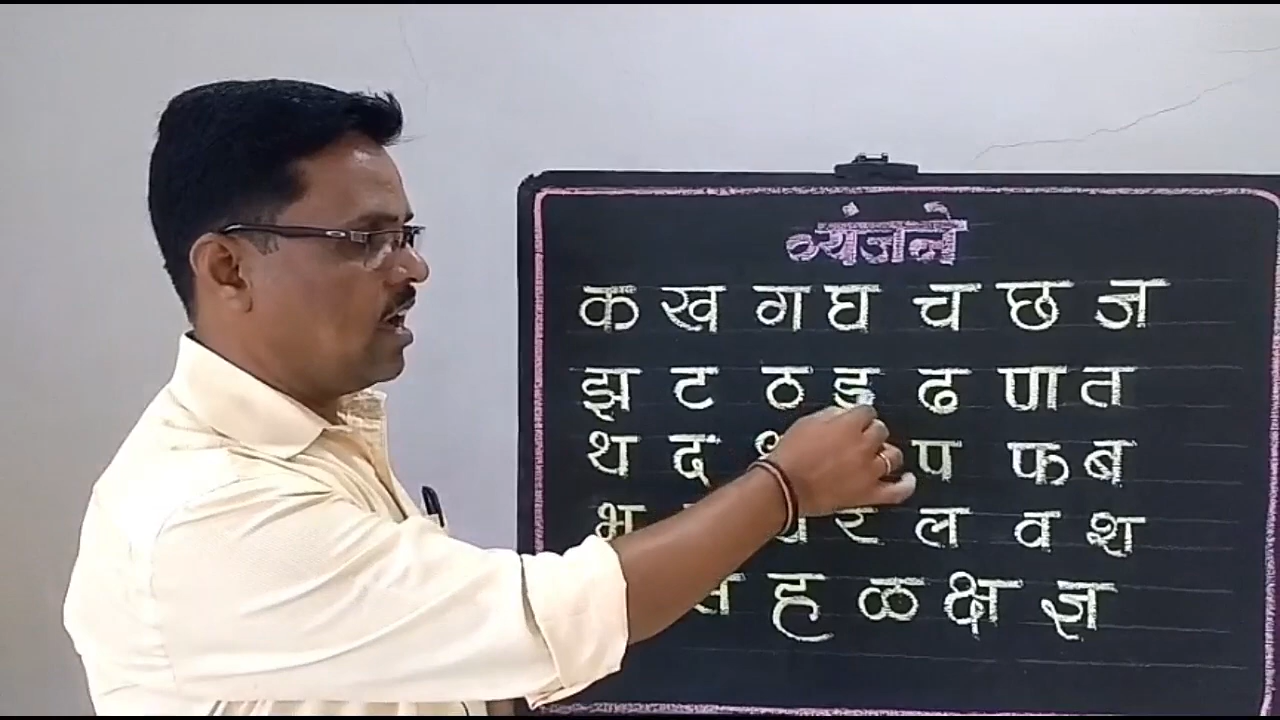 व्यंजने
क ख ग घ च छ ज
झ ट ठ ड ढ ण त
थ द प फ ब
भ र ल व श
स ह ळ क्ष ज्ञ